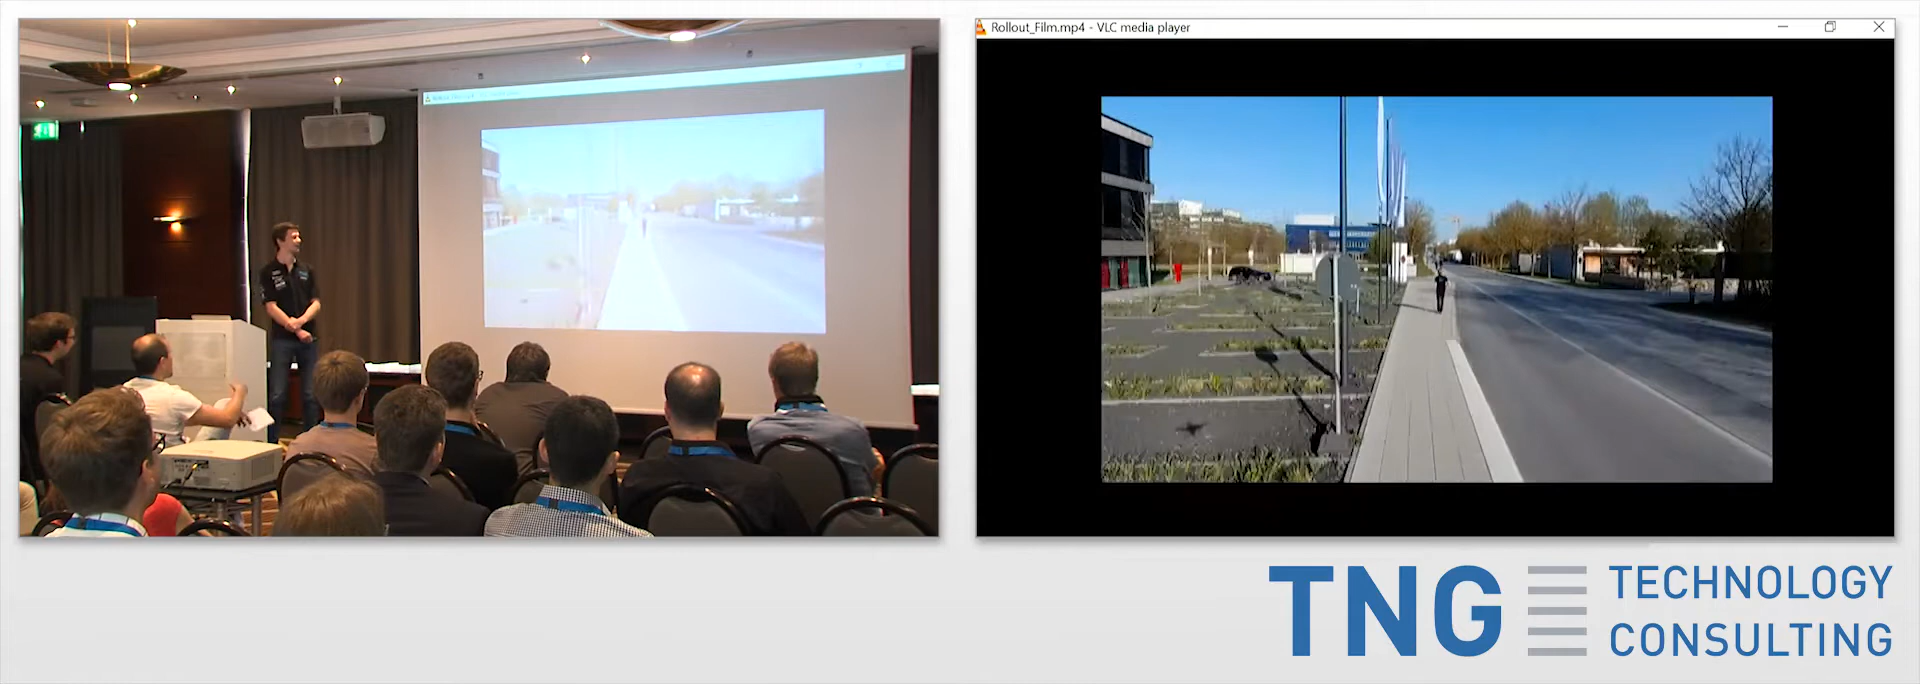 Rollout_Film.mp4 - VLC media player
TNG
TECHNOLOGY
CONSULTING